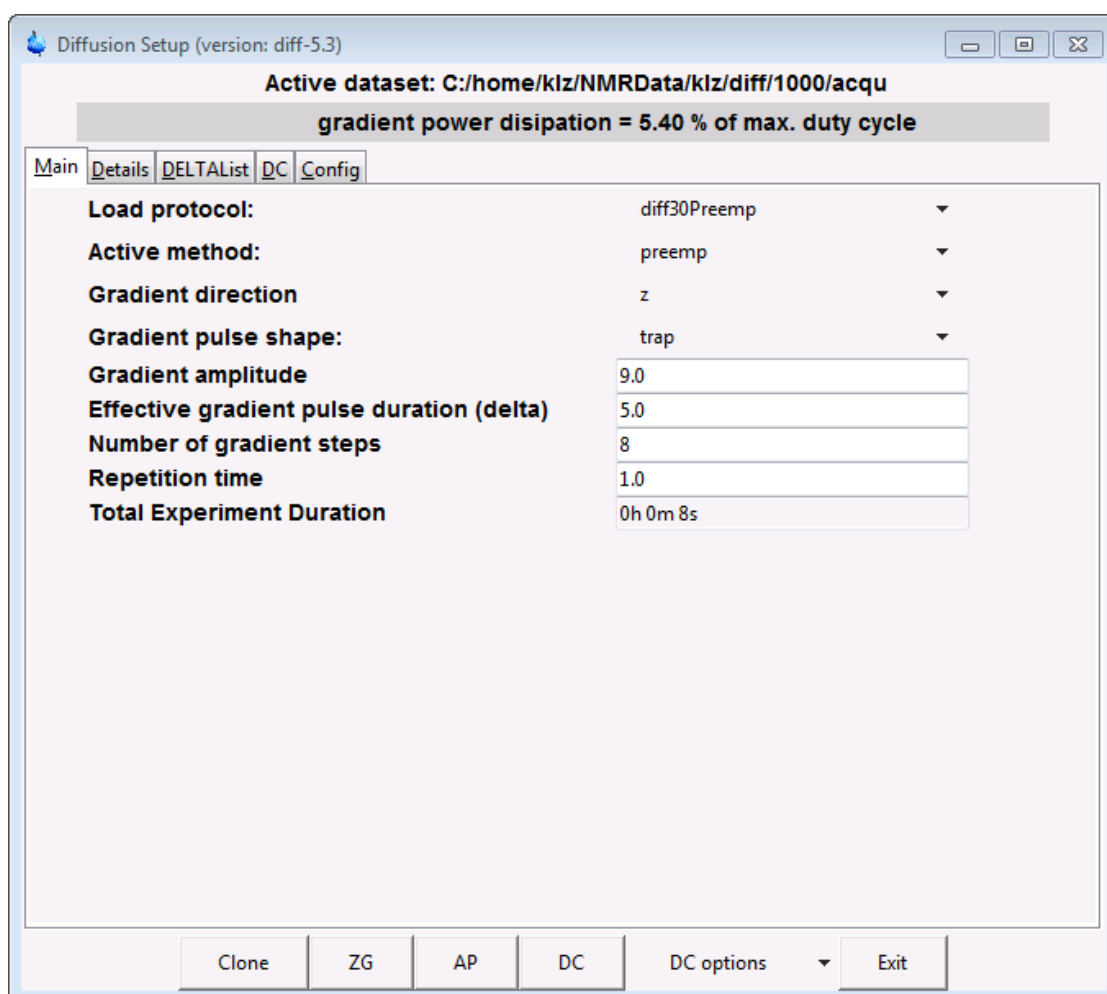 Diffusion Setup (version: diff-5.3)
Active dataset: C:/home/klz/NMRData/klz/diff/1000/acqu
gradient power disipation = 5.40 % of max. duty cycle
Main Details DELTAList DC Config
Load protocol: diff30Preemp
Active method: preemp
Gradient direction z
Gradient pulse shape: trap
Gradient amplitude 9.0
Effective gradient pulse duration (delta) 5.0
Number of gradient steps 8
Repetition time 1.0
Total Experiment Duration 0h 0m 8s
Clone ZG AP DC DC options Exit